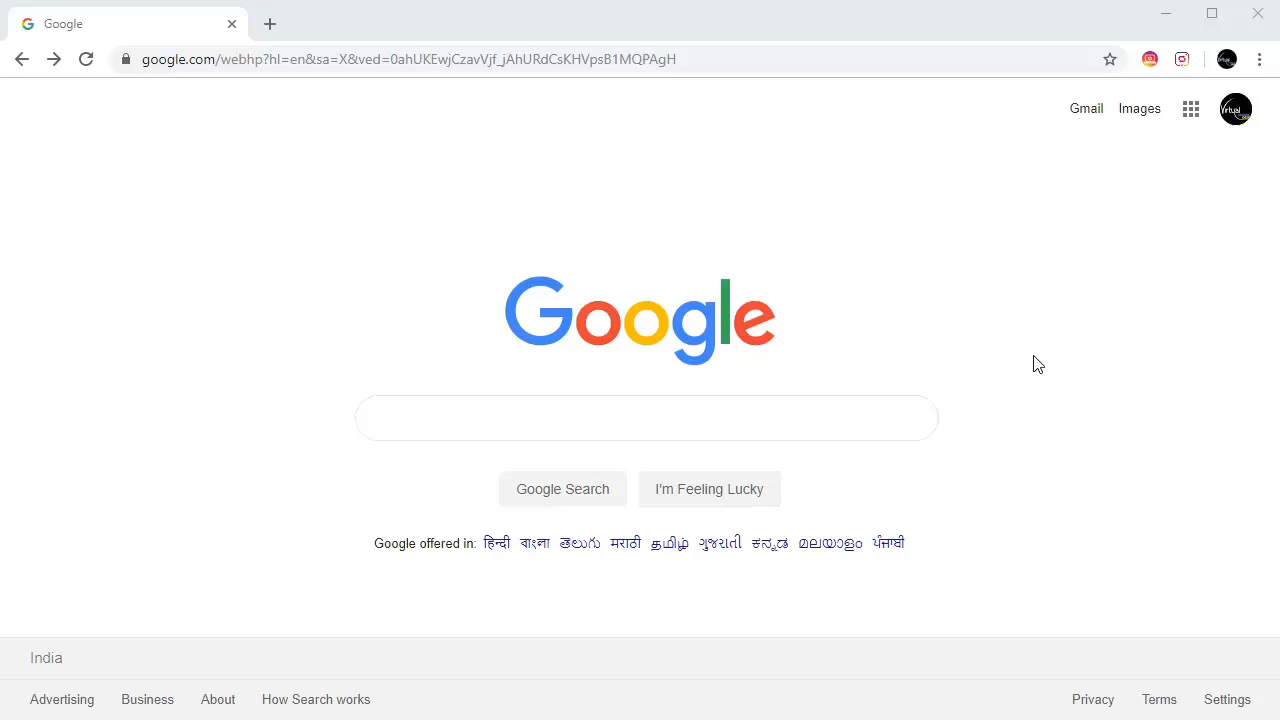 Google
google.com/webhp?hl=en&sa=X&ved=0ahUKEwjCzavVjf_jAhURdCsKHVpsB1MQPAgH
Gmail Images
Virtual
Google
Google Search I'm Feeling Lucky
Google offered in: हिन्दी বাংলা తెలుగు मराठी தமிழ் ગુજરાતી ಕನ್ನಡ മലയാളം ਪੰਜਾਬੀ
India
Advertising Business About How Search works Privacy Terms Settings